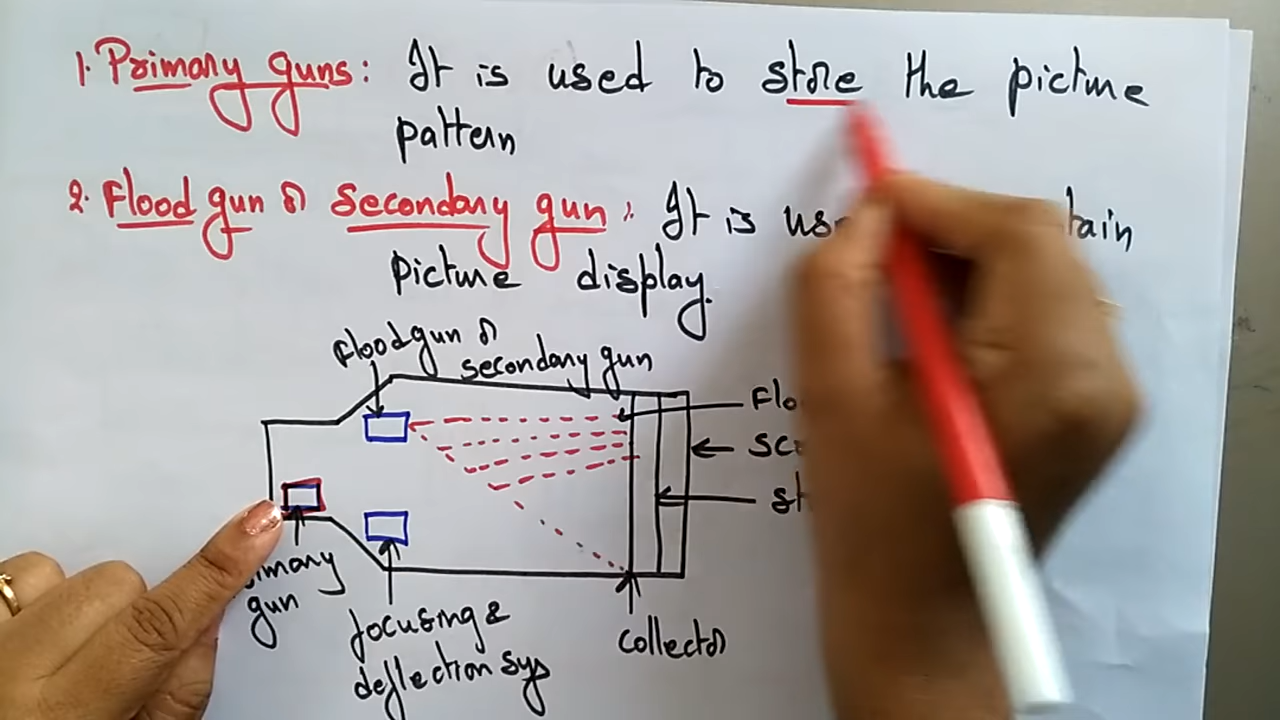 1. Primary guns: It is used to store the picture
pattern
2. Flood gun or secondary gun: It is
picture display.
Flood gun or
secondary gun
gun
focusing &
deflection sys
collector